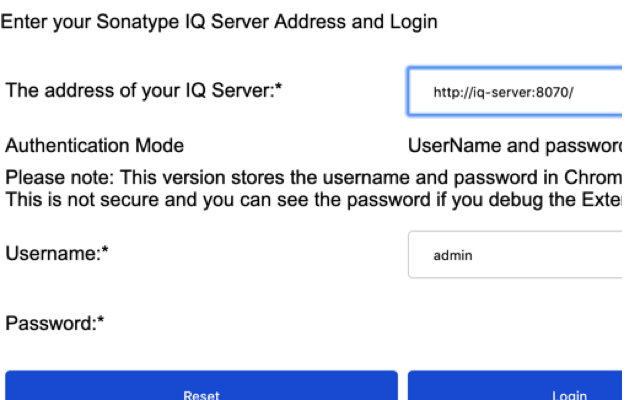 Enter your Sonatype IQ Server Address and Login
The address of your IQ Server:* http://iq-server:8070/
Authentication Mode UserName and password
Please note: This version stores the username and password in Chrom
This is not secure and you can see the password if you debug the Exte
Username:* admin
Password:*
Reset Login